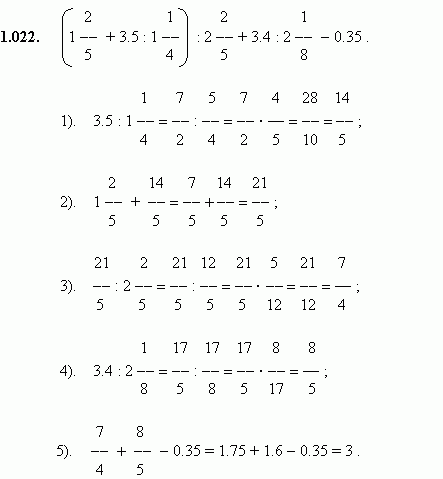 1.022. (1 2/5 + 3.5 : 1 1/4) : 2 2/5 + 3.4 : 2 1/8 − 0.35 .
1). 3.5 : 1 1/4 = 7/2 : 5/4 = 7/2 · 4/5 = 28/10 = 14/5 ;
2). 1 2/5 + 14/5 = 7/5 + 14/5 = 21/5 ;
3). 21/5 : 2 2/5 = 21/5 : 12/5 = 21/5 · 5/12 = 21/12 = 7/4 ;
4). 3.4 : 2 1/8 = 17/5 : 17/8 = 17/5 · 8/17 = 8/5 ;
5). 7/4 + 8/5 − 0.35 = 1.75 + 1.6 − 0.35 = 3 .